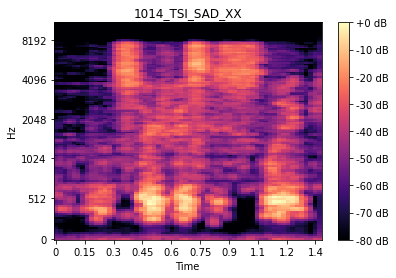 1014_TSI_SAD_XX
8192
4096
2048
1024
512
0
Hz
0 0.15 0.3 0.45 0.6 0.75 0.9 1.1 1.2 1.4
Time
+0 dB
-10 dB
-20 dB
-30 dB
-40 dB
-50 dB
-60 dB
-70 dB
-80 dB